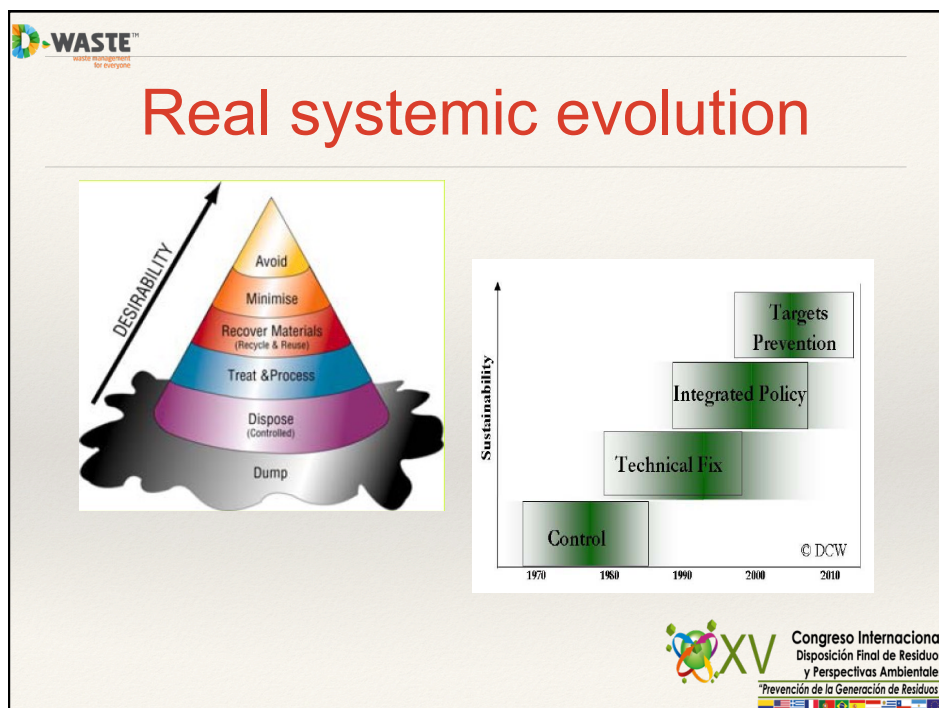 D-WASTE™
waste management
for everyone
Real systemic evolution
DESIRABILITY
Avoid
Minimise
Recover Materials
(Recycle & Reuse)
Treat &Process
Dispose
(Controlled)
Dump
Sustainability
Targets
Prevention
Integrated Policy
Technical Fix
Control
© DCW
1970 1980 1990 2000 2010
XV
Congreso Internaciona
Disposición Final de Residuo
y Perspectivas Ambientale
"Prevención de la Generación de Residuos